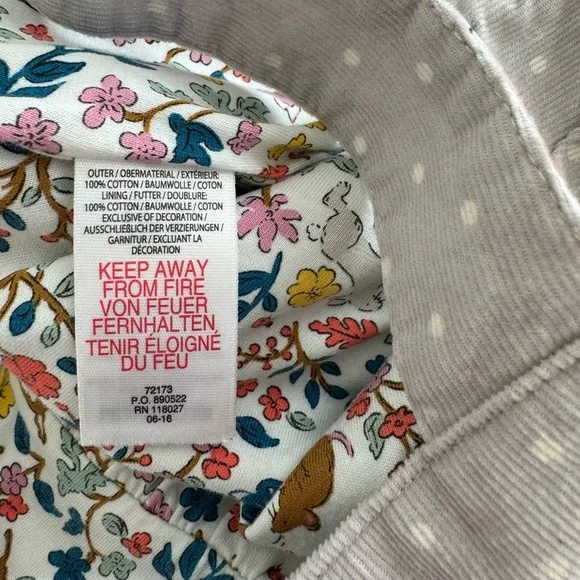 OUTER / OBERMATERIAL / EXTÉRIEUR:
100% COTTON / BAUMWOLLE / COTON
LINING / FUTTER / DOUBLURE:
100% COTTON / BAUMWOLLE / COTON
EXCLUSIVE OF DECORATION /
AUSSCHLIEßLICH DER VERZIERUNGEN /
GARNITUR / EXCLUANT LA
DÉCORATION
KEEP AWAY
FROM FIRE
VON FEUER
FERNHALTEN,
TENIR ÉLOIGNÉ
DU FEU
72173
P.O. 890522
RN 118027
06-16